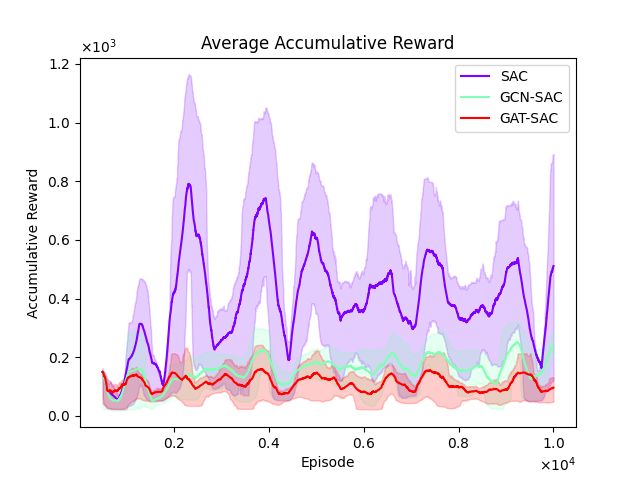 Average Accumulative Reward
×10³
1.2
1.0
0.8
0.6
0.4
0.2
0.0
Accumulative Reward
SAC
GCN-SAC
GAT-SAC
0.2 0.4 0.6 0.8 1.0
Episode
×10⁴